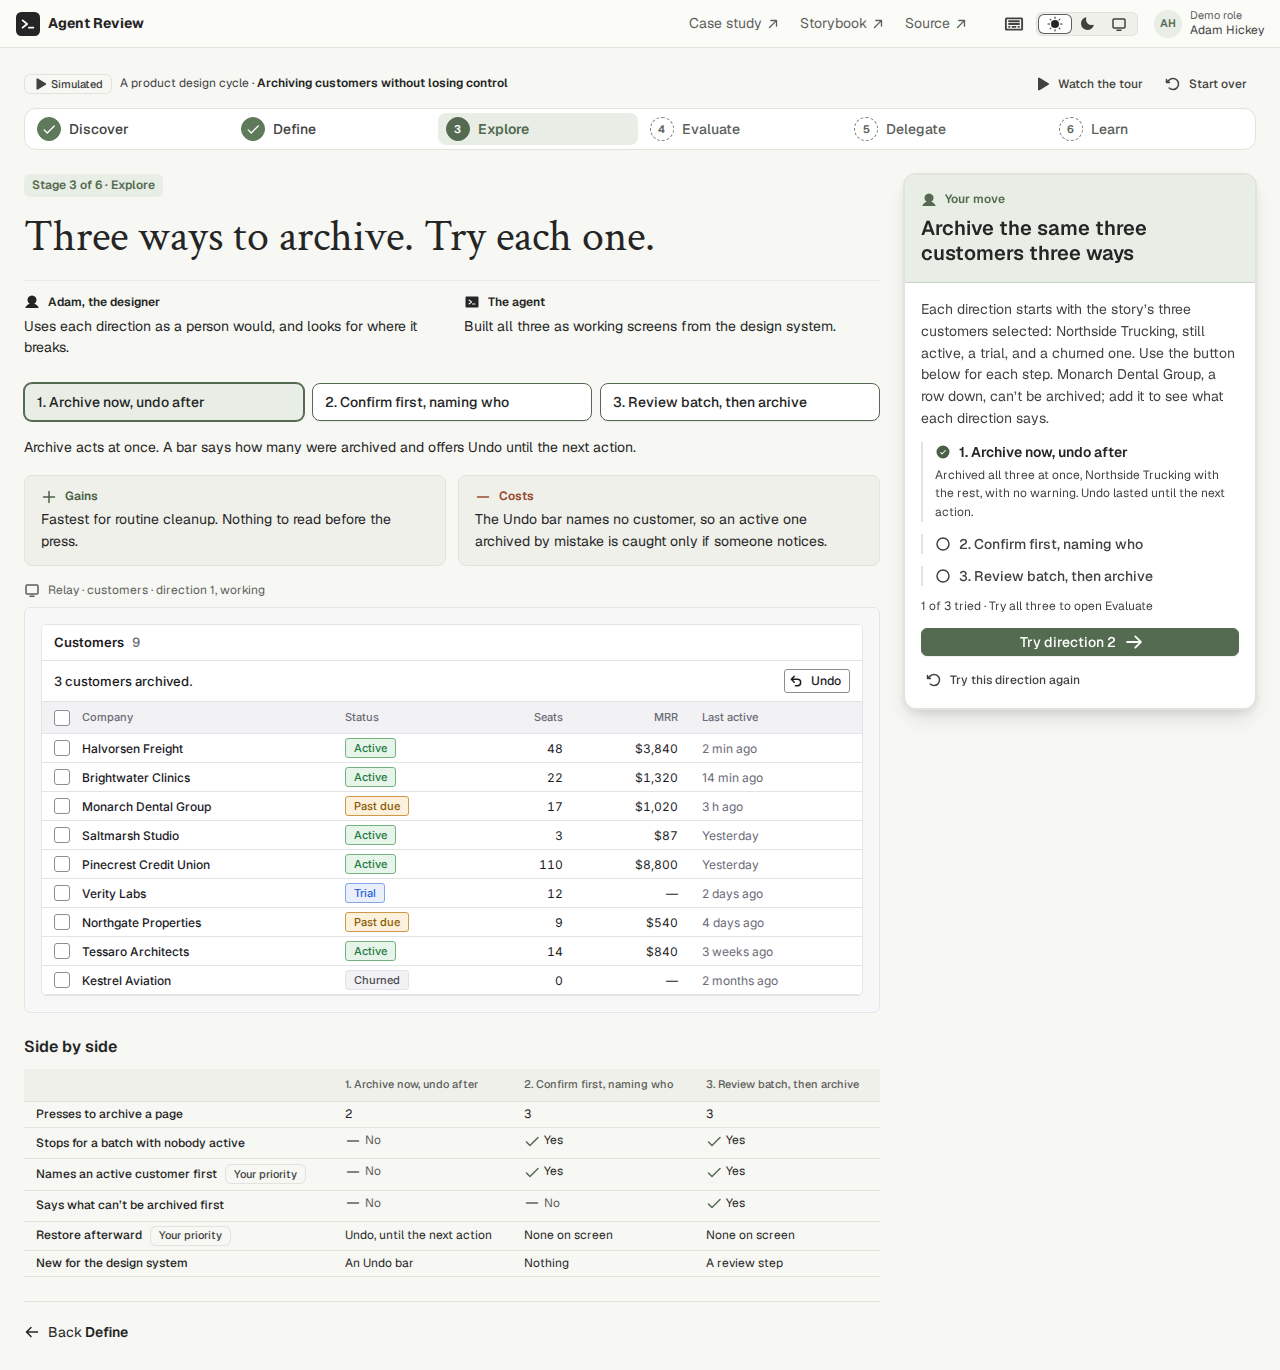 Agent Review
Case study
Storybook
Source
AH
Demo role
Adam Hickey
Simulated
A product design cycle · Archiving customers without losing control
Watch the tour
Start over
Discover
Define
3 Explore
4 Evaluate
5 Delegate
6 Learn
Stage 3 of 6 · Explore
Three ways to archive. Try each one.
Adam, the designer
Uses each direction as a person would, and looks for where it
breaks.
The agent
Built all three as working screens from the design system.
1. Archive now, undo after
2. Confirm first, naming who
3. Review batch, then archive
Archive acts at once. A bar says how many were archived and offers Undo until the next action.
Gains
Fastest for routine cleanup. Nothing to read before the
press.
Costs
The Undo bar names no customer, so an active one
archived by mistake is caught only if someone notices.
Relay · customers · direction 1, working
Customers 9
3 customers archived.
Undo
Company Status Seats MRR Last active
Halvorsen Freight Active 48 $3,840 2 min ago
Brightwater Clinics Active 22 $1,320 14 min ago
Monarch Dental Group Past due 17 $1,020 3 h ago
Saltmarsh Studio Active 3 $87 Yesterday
Pinecrest Credit Union Active 110 $8,800 Yesterday
Verity Labs Trial 12 — 2 days ago
Northgate Properties Past due 9 $540 4 days ago
Tessaro Architects Active 14 $840 3 weeks ago
Kestrel Aviation Churned 0 — 2 months ago
Side by side
1. Archive now, undo after 2. Confirm first, naming who 3. Review batch, then archive
Presses to archive a page 2 3 3
Stops for a batch with nobody active No Yes Yes
Names an active customer first Your priority No Yes Yes
Says what can't be archived first No No Yes
Restore afterward Your priority Undo, until the next action None on screen None on screen
New for the design system An Undo bar Nothing A review step
Back Define
Your move
Archive the same three
customers three ways
Each direction starts with the story's three
customers selected: Northside Trucking, still
active, a trial, and a churned one. Use the button
below for each step. Monarch Dental Group, a
row down, can't be archived; add it to see what
each direction says.
1. Archive now, undo after
Archived all three at once, Northside Trucking with
the rest, with no warning. Undo lasted until the next
action.
2. Confirm first, naming who
3. Review batch, then archive
1 of 3 tried · Try all three to open Evaluate
Try direction 2
Try this direction again